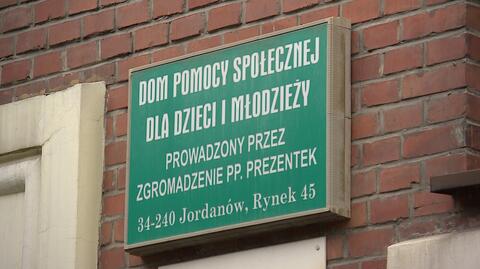 DOM POMOCY SPOŁECZNEJ
DLA DZIECI I MŁODZIEŻY
PROWADZONY PRZEZ
ZGROMADZENIE PP. PREZENTEK
34-240 Jordanów, Rynek 45